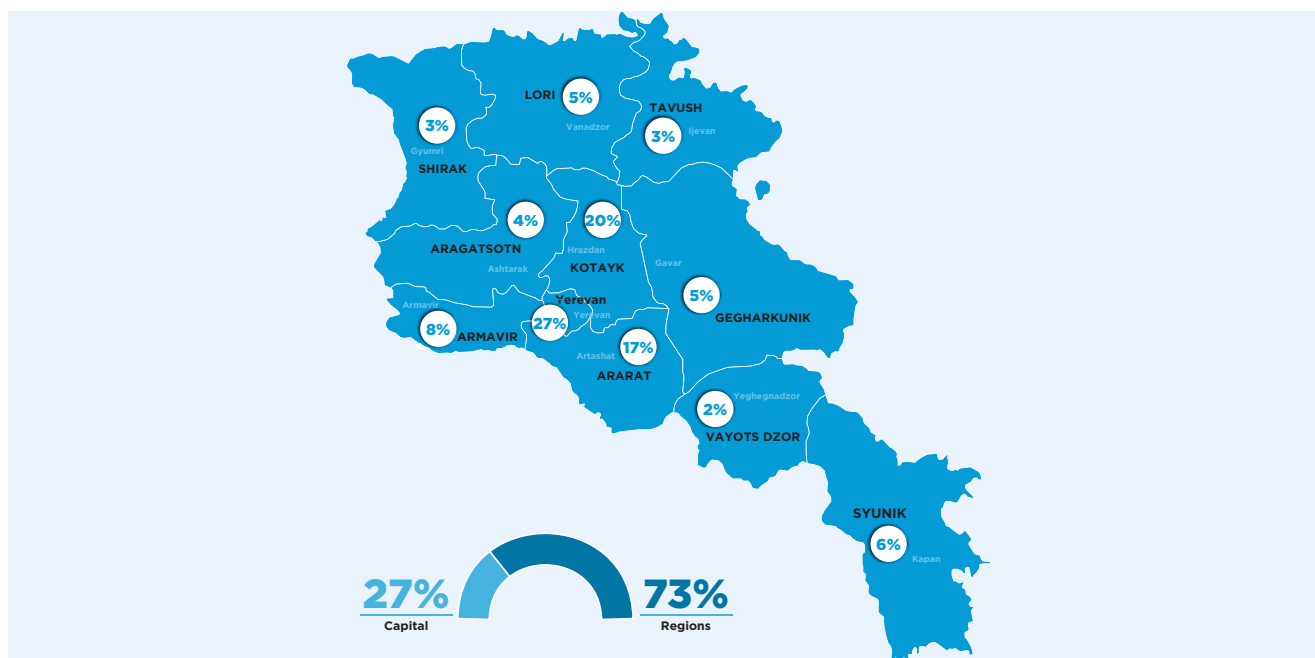 LORI
5%
Vanadzor
TAVUSH
3%
Ijevan
3%
Gyumri
SHIRAK
4%
ARAGATSOTN
Ashtarak
20%
Hrazdan
KOTAYK
Gavar
5%
GEGHARKUNIK
Armavir
8%
ARMAVIR
Yerevan
27%
Yerevan
17%
Artashat
ARARAT
2%
Yeghegnadzor
VAYOTS DZOR
SYUNIK
6%
Kapan
27%
Capital
73%
Regions